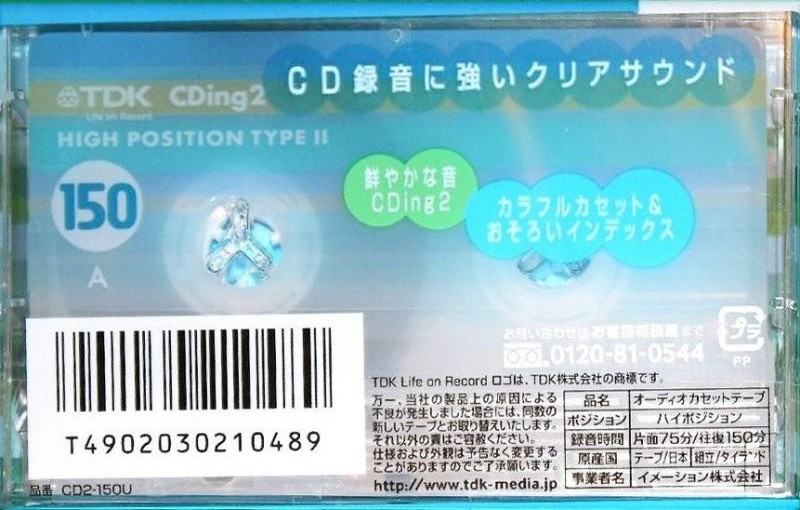 CD録音に強いクリアサウンド
TDK CDing2
Life on Record
HIGH POSITION TYPE II
150
A
鮮やかな音
CDing2
カラフルカセット&
おそろいインデックス
お問い合わせはお客様相談室まで
0120-81-0544
プラ
PP
TDK Life on Record ロゴは、TDK株式会社の商標です。
万一、当社の製品上の原因による
不良が発生しました場合には、同数の
新しいテープとお取り替えいたします。
それ以外の責はご容赦ください。
仕様および外観は予告なく変更する
ことがありますのでご了承願います。
http://www.tdk-media.jp
品名 オーディオカセットテープ
ポジション ハイポジション
録音時間 片面75分/往復150分
原産国 テープ/日本 組立/タイランド
事業者名 イメーション株式会社
T4902030210489
品番 CD2-150U